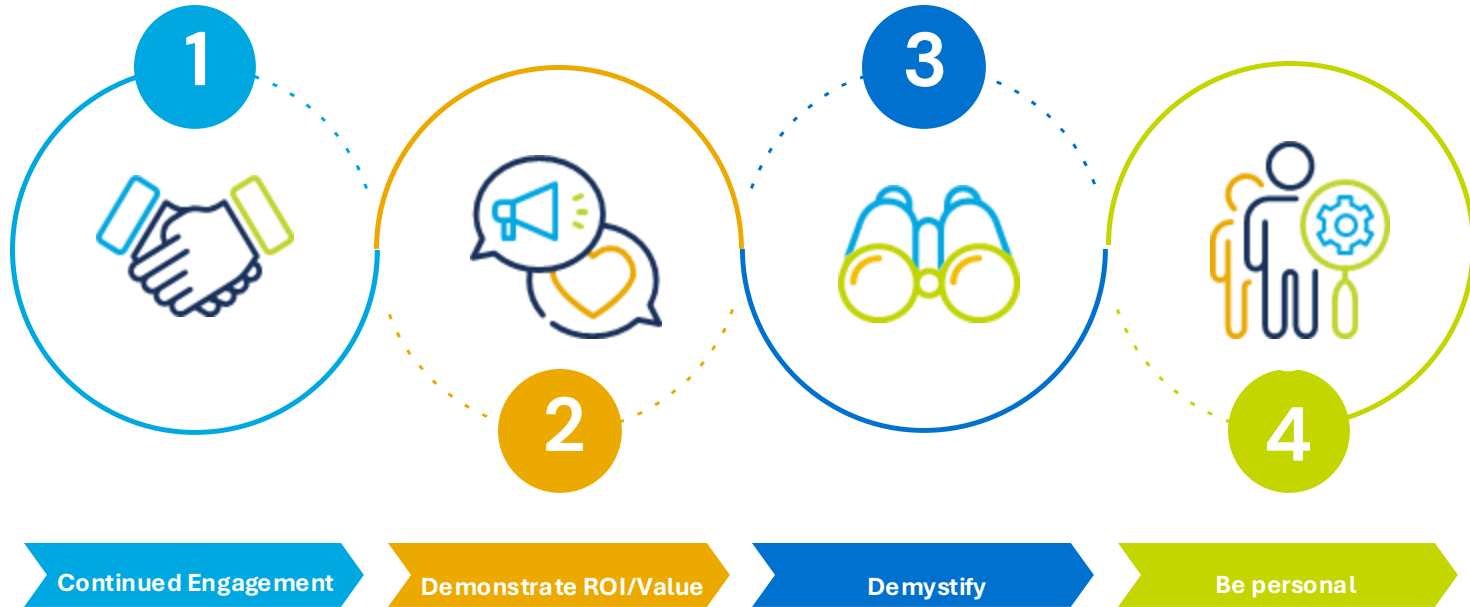 1
2
3
4
Continued Engagement
Demonstrate ROI/Value
Demystify
Be personal